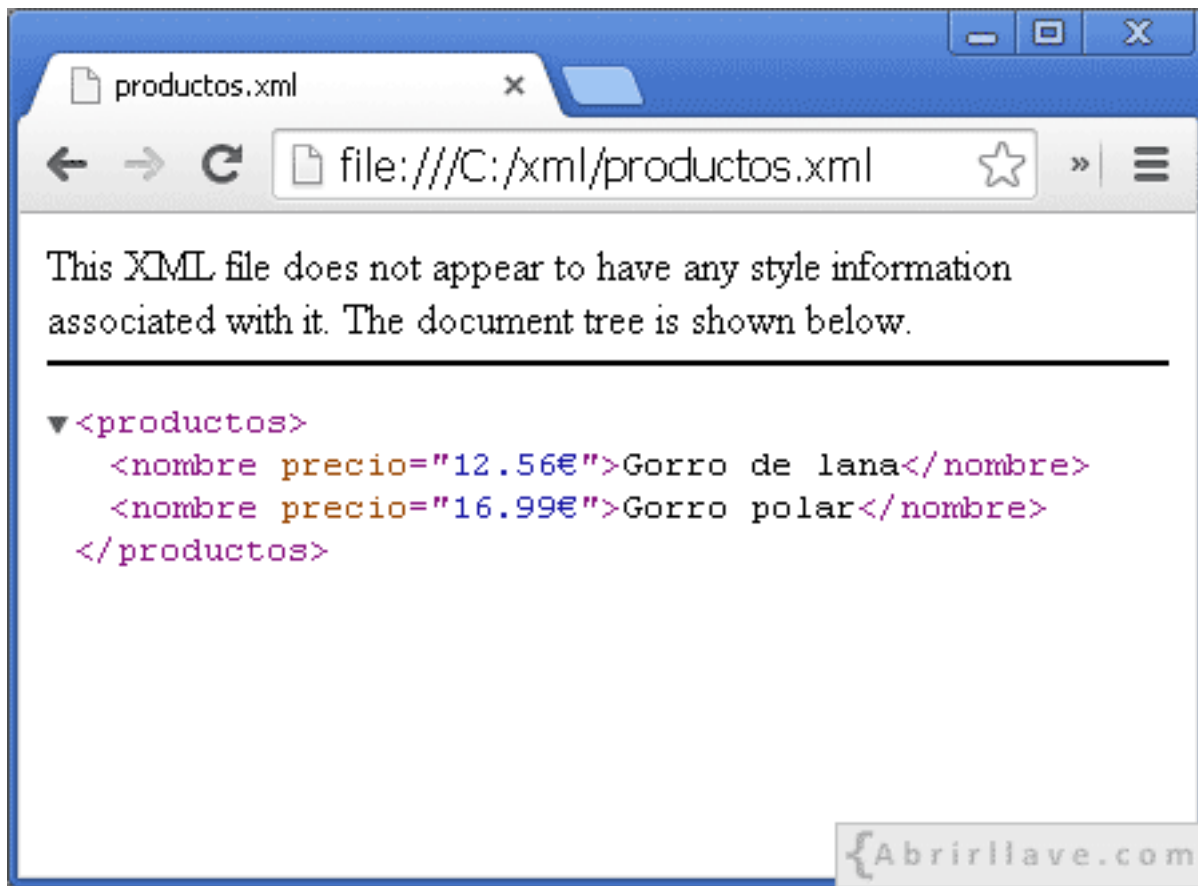 productos.xml
file:///C:/xml/productos.xml
This XML file does not appear to have any style information
associated with it. The document tree is shown below.
<productos>
<nombre precio="12.56€">Gorro de lana</nombre>
<nombre precio="16.99€">Gorro polar</nombre>
</productos>
{Abrirllave.com